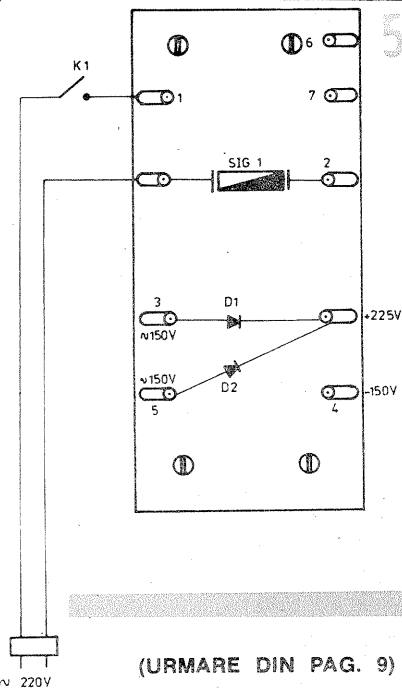 5
6
K1
1
7
SIG 1
2
3
D1
+225V
~150V
~150V
D2
5
4
-150V
~ 220V
(URMARE DIN PAG. 9)